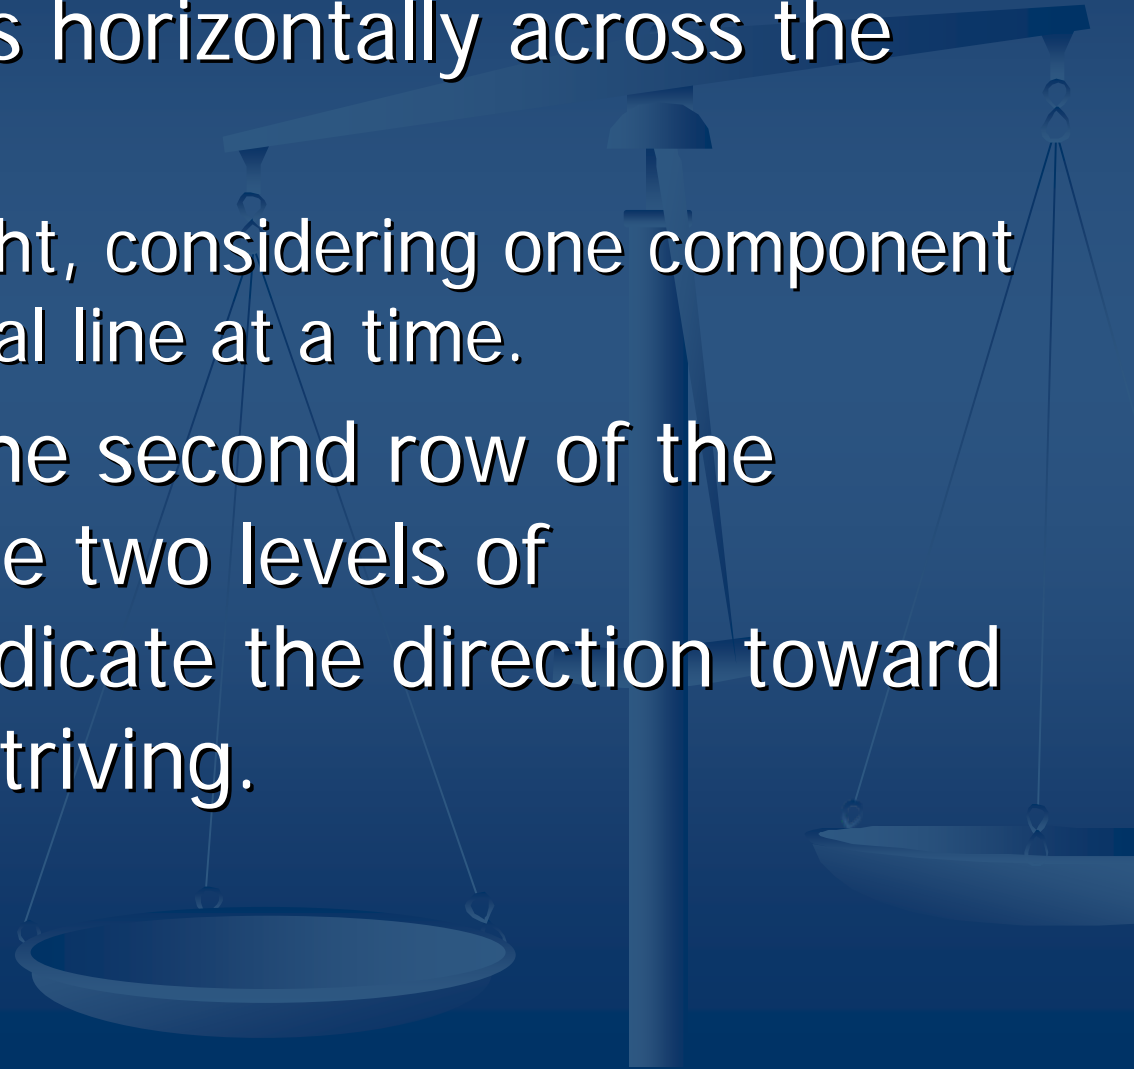 s horizontally across the
ht, considering one component
al line at a time.
ne second row of the
e two levels of
dicate the direction toward
triving.